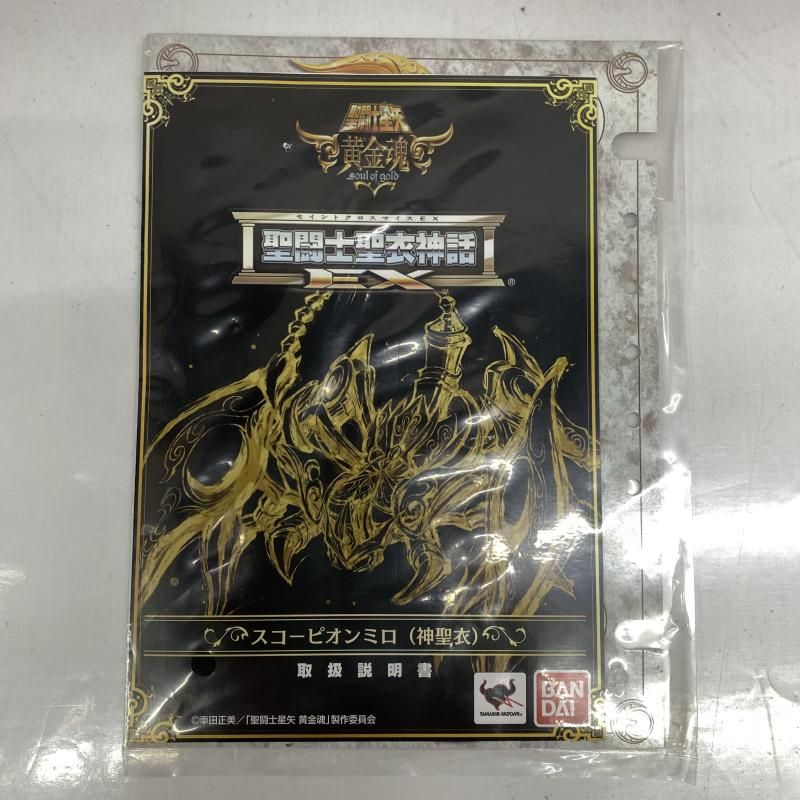 聖闘士星矢
黄金魂
soul of gold
セイントクロスマイスEX
聖闘士聖衣神話
EX®
スコーピオンミロ（神聖衣）
取扱説明書
TAMASHII NATIONS
BAN
DAI
©車田正美／「聖闘士星矢 黄金魂」製作委員会